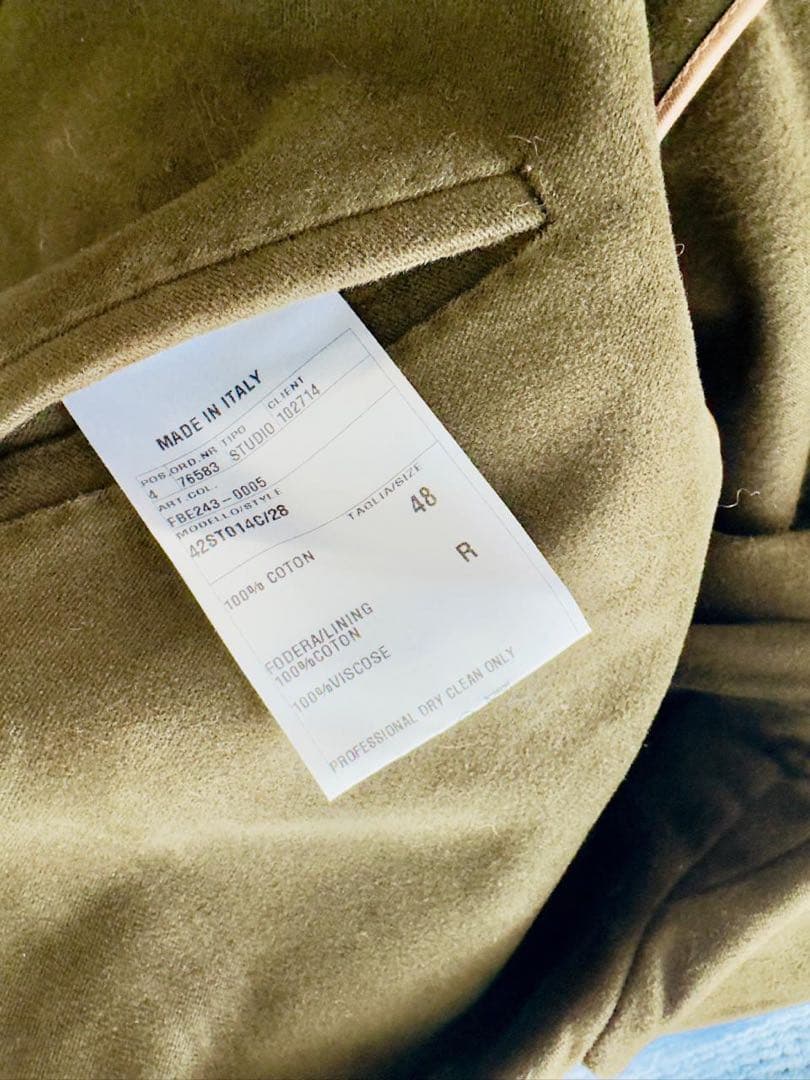 MADE IN ITALY
POS. ORD.NR TIPO CLIENT
4 76583 STUDIO 102714
ART. COL.
FBE243-0005
MODELLO/STYLE TAGLIA/SIZE
42ST014C/28 48
100% COTON R
FODERA/LINING
100%COTON
100%VISCOSE
PROFESSIONAL DRY CLEAN ONLY